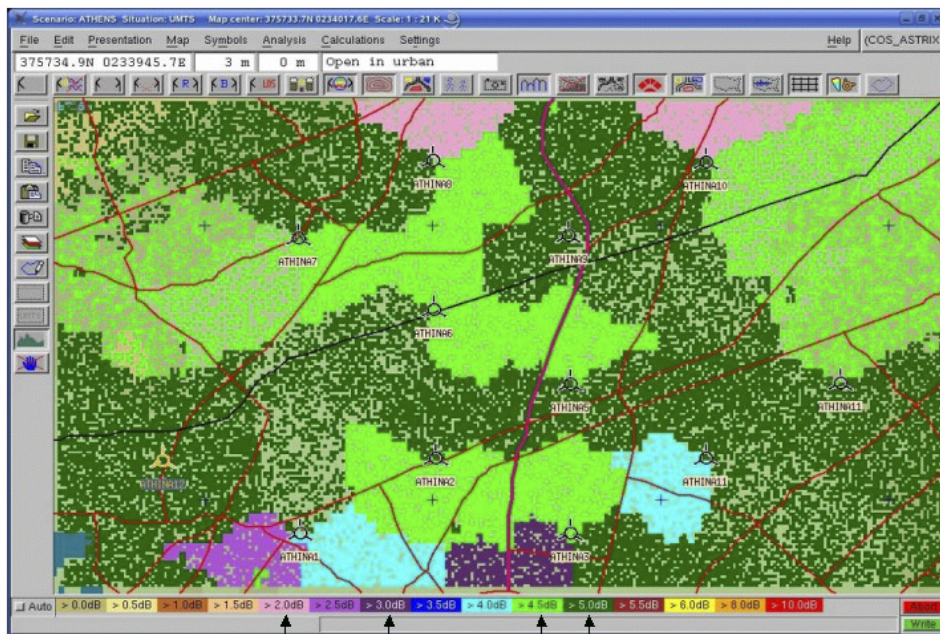 Scenario: ATHENS Situation: UMTS Map center: 375733.7N 0234017.6E Scale: 1 : 21 K
File Edit Presentation Map Symbols Analysis Calculations Settings Help (COS_ASTRIX
375734.9N 0233945.7E 3 m 0 m Open in urban
( R ) ( B ) ( LOS
ATHINA8
ATHINA10
ATHINA7
ATHINA9
ATHINA6
ATHINA5
ATHINA11
ATHINA2
ATHINA11
ATHINA12
ATHINA1
ATHINA3
UMTS
Auto > 0.0dB > 0.5dB > 1.0dB > 1.5dB > 2.0dB > 2.5dB > 3.0dB > 3.5dB > 4.0dB > 4.5dB > 5.0dB > 5.5dB > 6.0dB > 8.0dB > 10.0dB Abort
Write